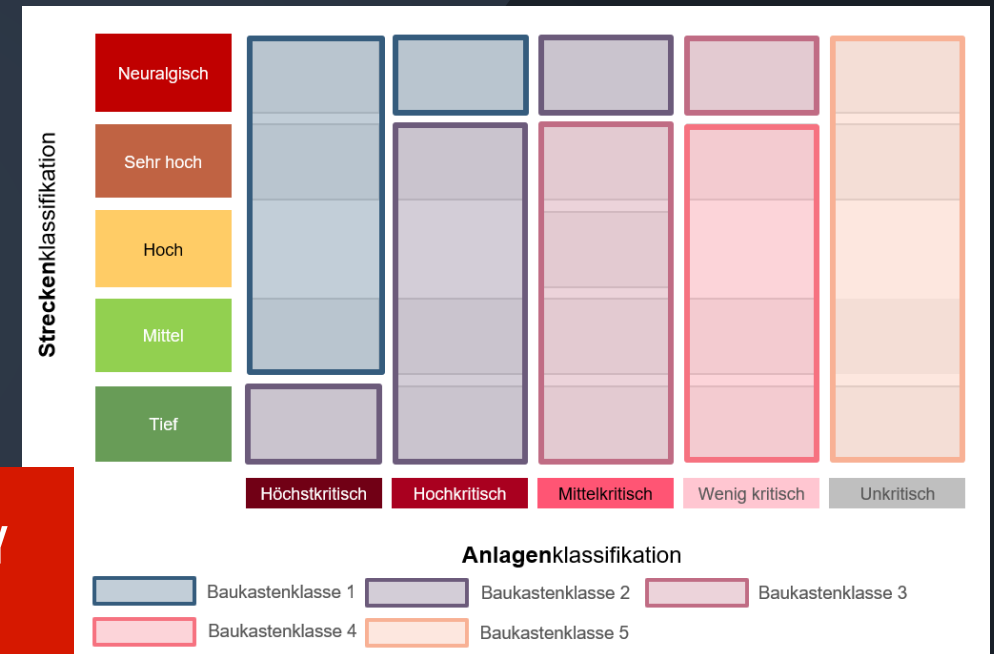 Neuralgisch
Sehr hoch
Hoch
Mittel
Tief
Streckenklassifikation
Höchstkritisch Hochkritisch Mittelkritisch Wenig kritisch Unkritisch
Anlagenklassifikation
Baukastenklasse 1 Baukastenklasse 2 Baukastenklasse 3
Baukastenklasse 4 Baukastenklasse 5